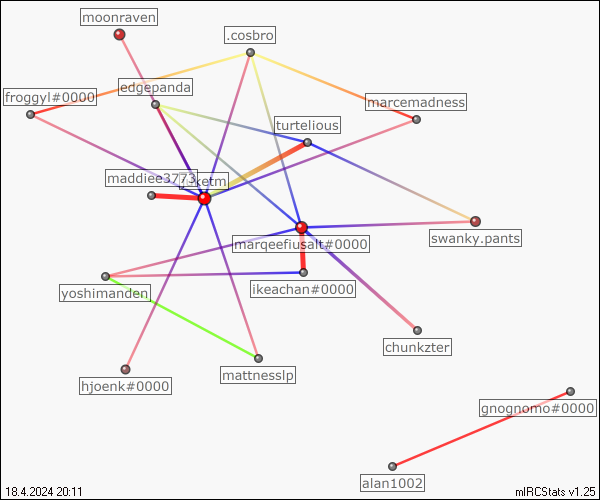 moonraven
.cosbro
edgepanda
froggyl#0000
marcemadness
turtelious
maddiee3773
swanky.pants
marqeefiusalt#0000
yoshimanden
ikeachan#0000
chunkzter
mattnesslp
hjoenk#0000
gnognomo#0000
alan1002
18.4.2024 20:11
mIRCStats v1.25